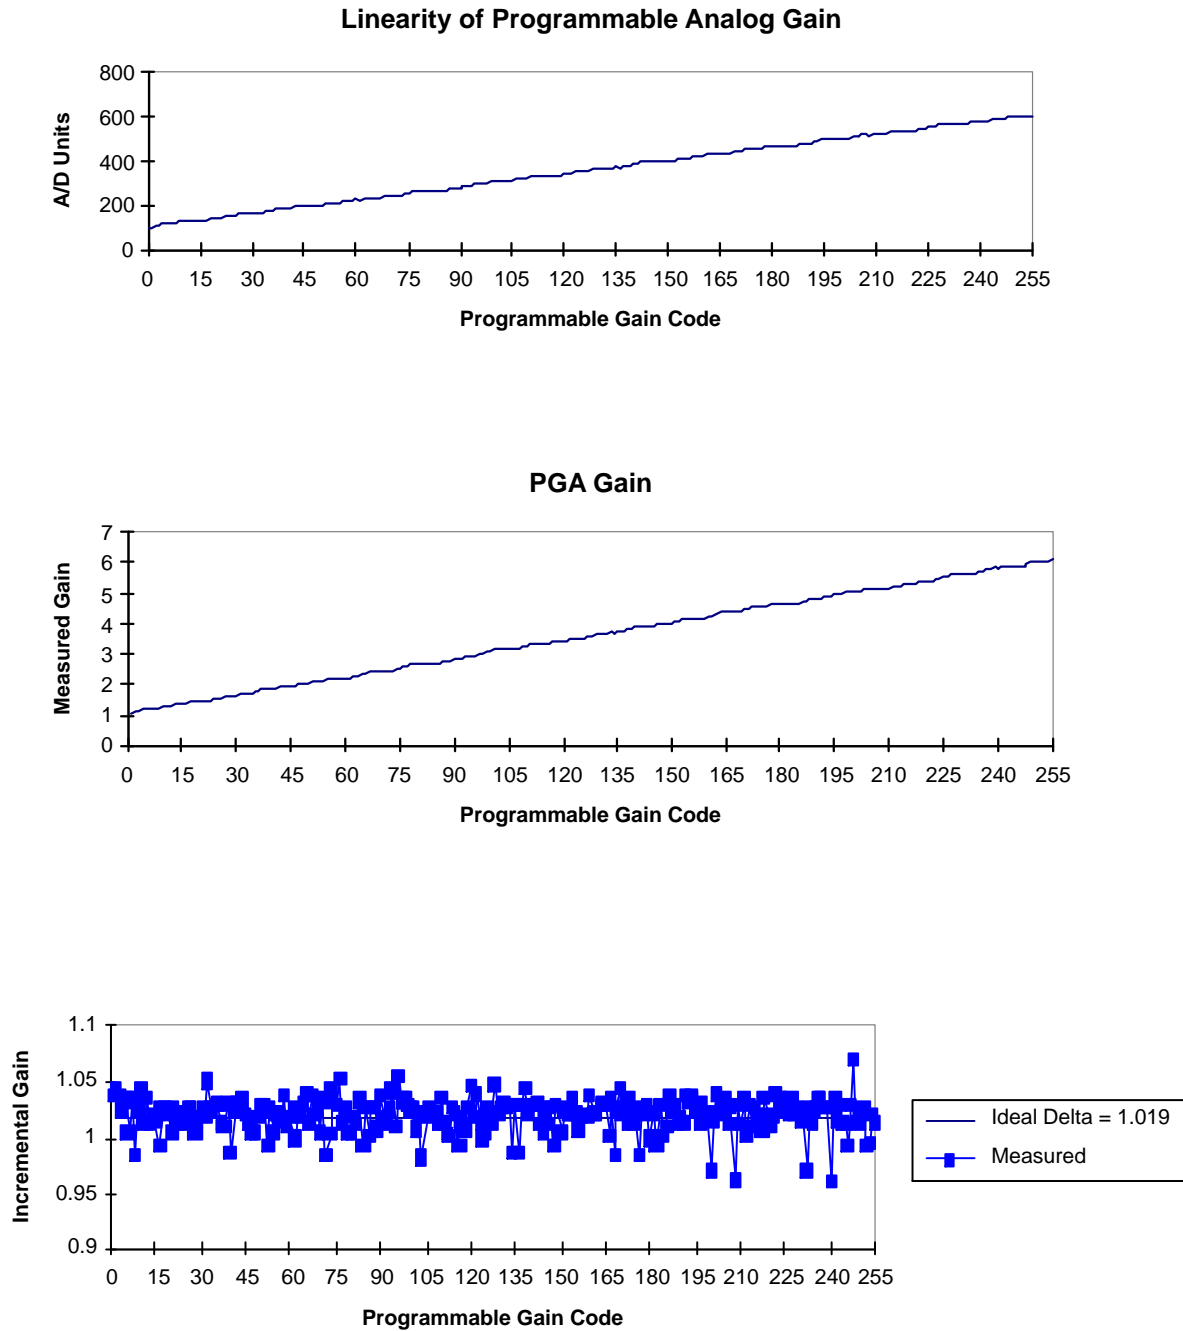 Linearity of Programmable Analog Gain
800
600
400
200
0
A/D Units
0 15 30 45 60 75 90 105 120 135 150 165 180 195 210 225 240 255
Programmable Gain Code
PGA Gain
7
6
5
4
3
2
1
0
Measured Gain
0 15 30 45 60 75 90 105 120 135 150 165 180 195 210 225 240 255
Programmable Gain Code
1.1
1.05
1
0.95
0.9
Incremental Gain
0 15 30 45 60 75 90 105 120 135 150 165 180 195 210 225 240 255
Programmable Gain Code
Ideal Delta = 1.019
Measured